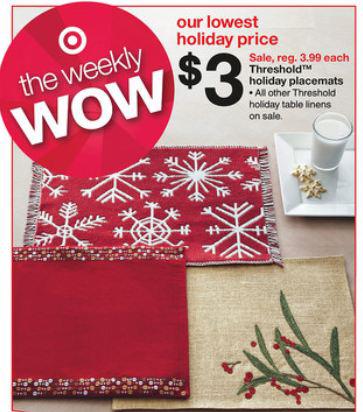 the weekly
WOW
our lowest
holiday price
$3
Sale, reg. 3.99 each
Threshold™
holiday placemats
• All other Threshold
holiday table linens
on sale.